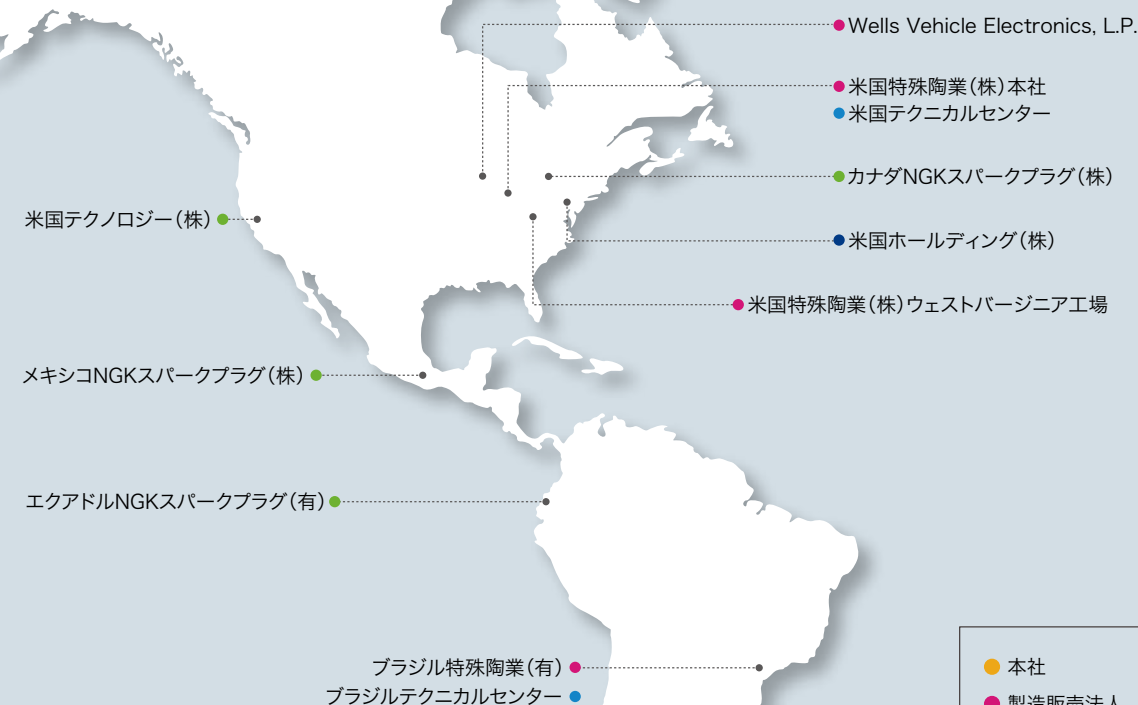 Wells Vehicle Electronics, L.P.
米国特殊陶業(株)本社
米国テクニカルセンター
カナダNGKスパークプラグ(株)
米国テクノロジー(株)
米国ホールディング(株)
米国特殊陶業(株)ウェストバージニア工場
メキシコNGKスパークプラグ(株)
エクアドルNGKスパークプラグ(有)
ブラジル特殊陶業(有)
ブラジルテクニカルセンター
本社
製造販売法人